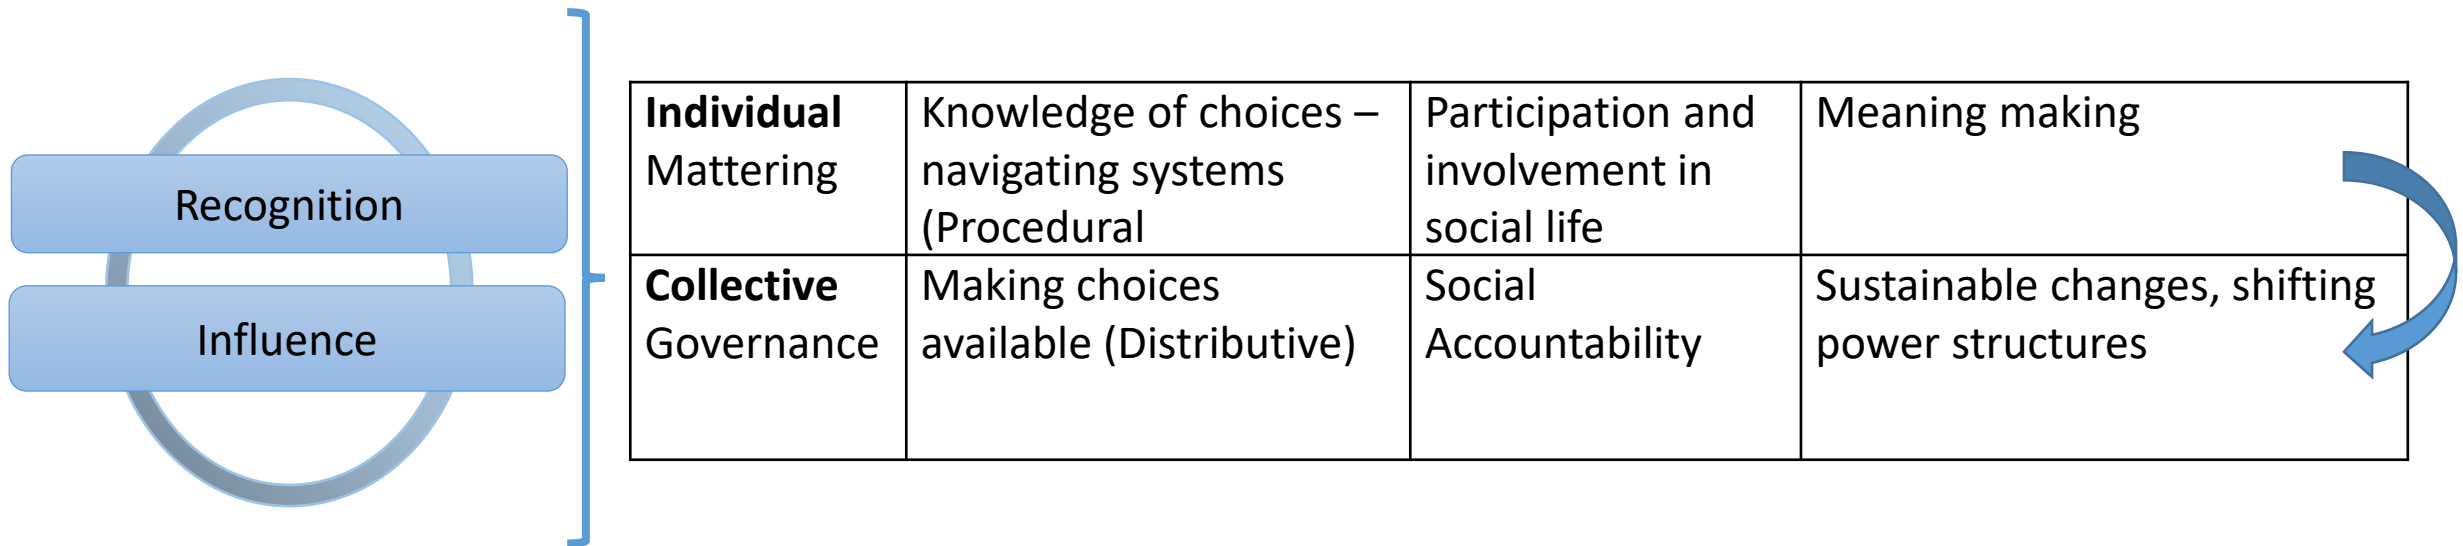 Recognition
Influence
Individual
Mattering
Knowledge of choices –
navigating systems
(Procedural
Participation and
involvement in
social life
Meaning making
Collective
Governance
Making choices
available (Distributive)
Social
Accountability
Sustainable changes, shifting
power structures